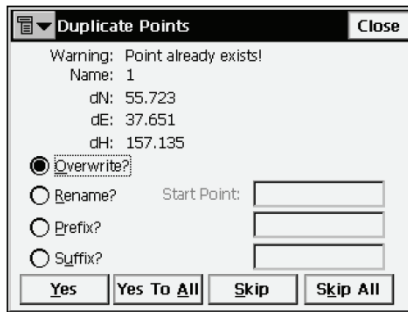 Duplicate Points Close
Warning: Point already exists!
Name: 1
dN: 55.723
dE: 37.651
dH: 157.135
Overwrite?
Rename? Start Point:
Prefix?
Suffix?
Yes Yes To All Skip Skip All